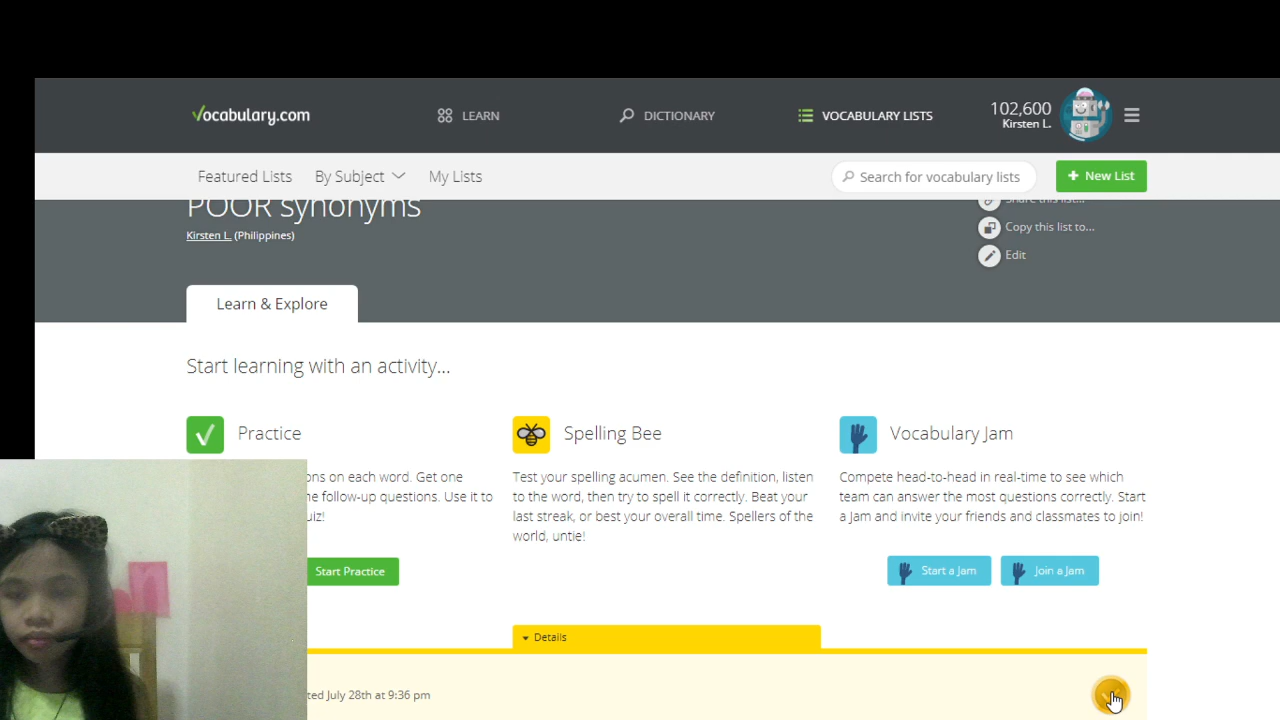 Vocabulary.com LEARN DICTIONARY VOCABULARY LISTS 102,600
Kirsten L.
Featured Lists By Subject My Lists Search for vocabulary lists + New List
POOR synonyms
Share this list...
Kirsten L. (Philippines)
Copy this list to...
Edit
Learn & Explore
Start learning with an activity...
Practice
ons on each word. Get one
e follow-up questions. Use it to
uiz!
Start Practice
Spelling Bee
Test your spelling acumen. See the definition, listen
to the word, then try to spell it correctly. Beat your
last streak, or best your overall time. Spellers of the
world, untie!
Vocabulary Jam
Compete head-to-head in real-time to see which
team can answer the most questions correctly. Start
a Jam and invite your friends and classmates to join!
Start a Jam Join a Jam
Details
ted July 28th at 9:36 pm